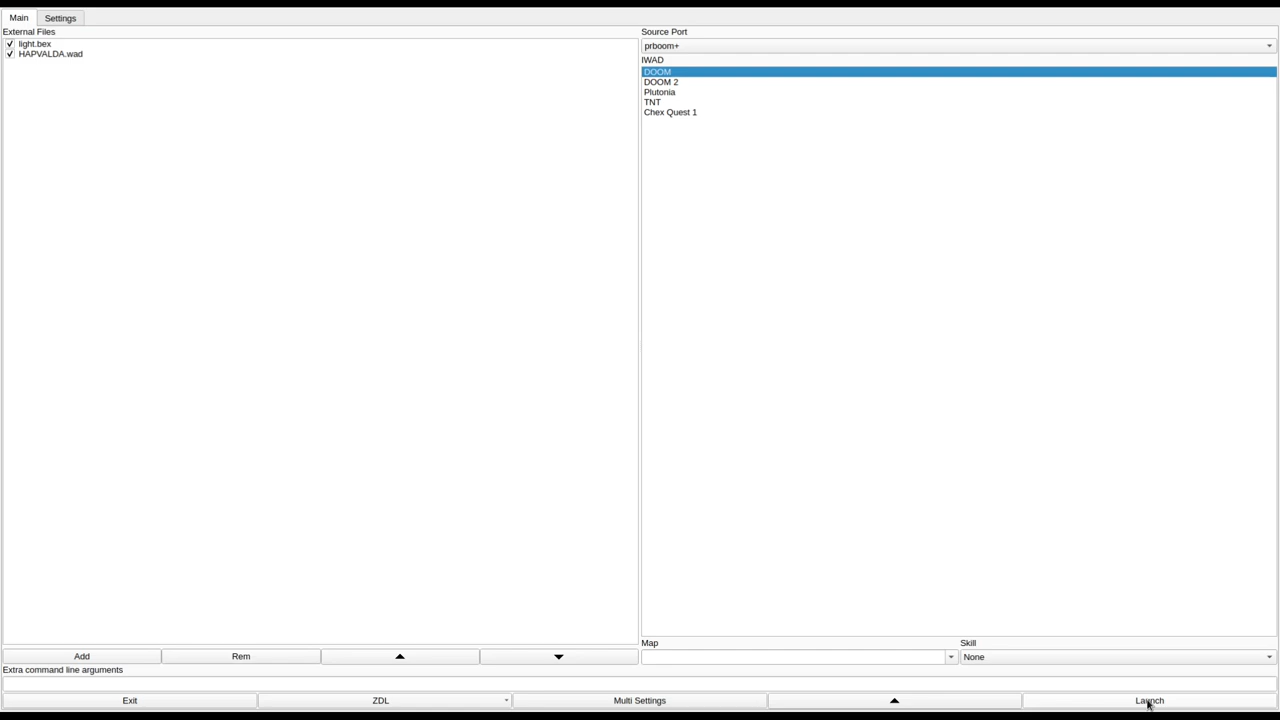 Main
Settings
External Files
light.bex
HAPVALDA.wad
Source Port
prboom+
IWAD
DOOM
DOOM 2
Plutonia
TNT
Chex Quest 1
Map
Skill
None
Add
Rem
Extra command line arguments
Exit
ZDL
Multi Settings
Launch